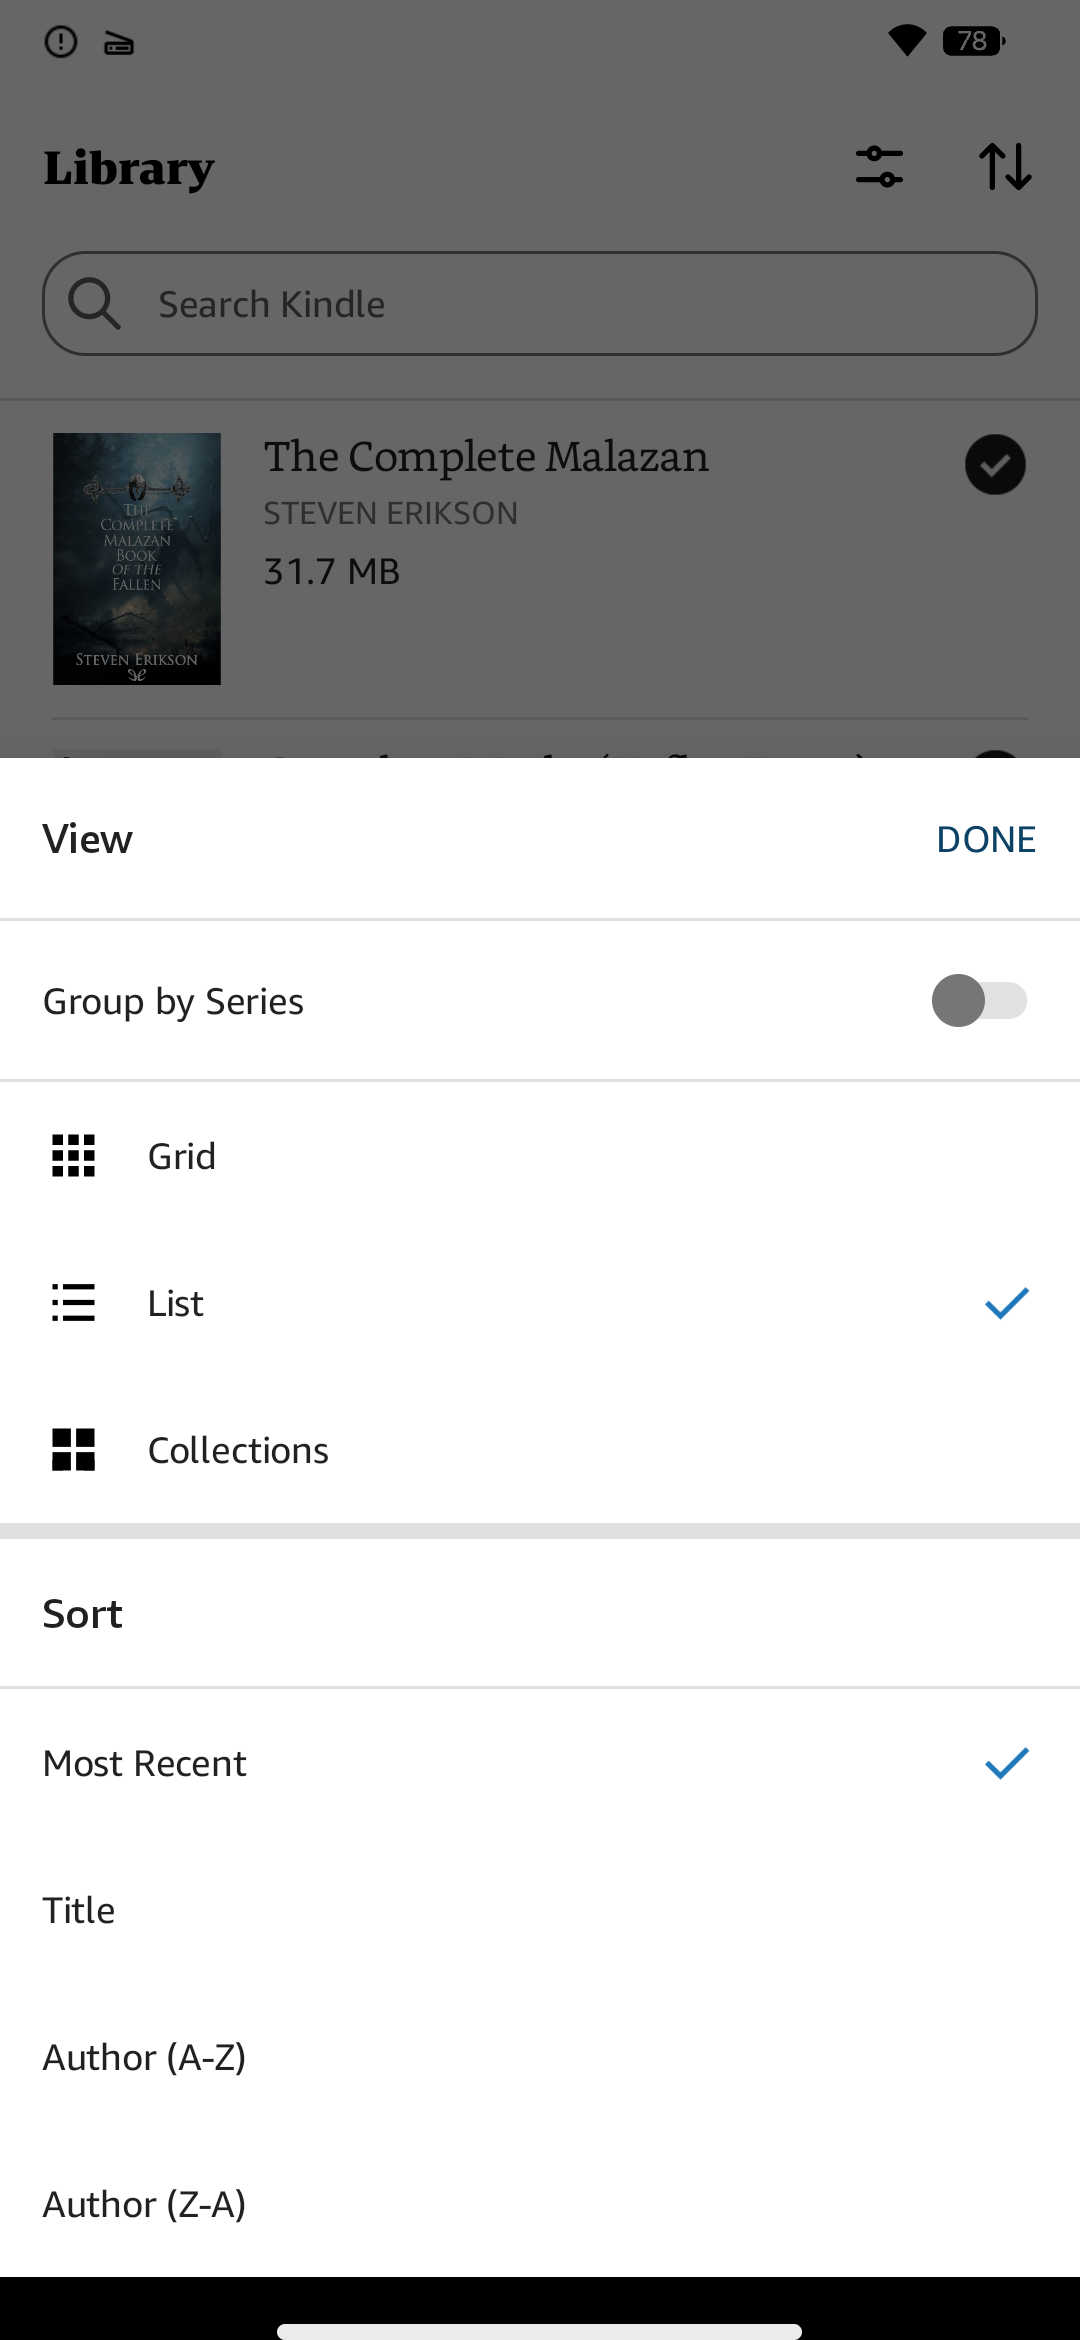 78
Library
Search Kindle
THE
COMPLETE
MALAZAN
BOOK
OF THE
FALLEN
STEVEN ERIKSON
The Complete Malazan
STEVEN ERIKSON
31.7 MB
View
DONE
Group by Series
Grid
List
Collections
Sort
Most Recent
Title
Author (A-Z)
Author (Z-A)